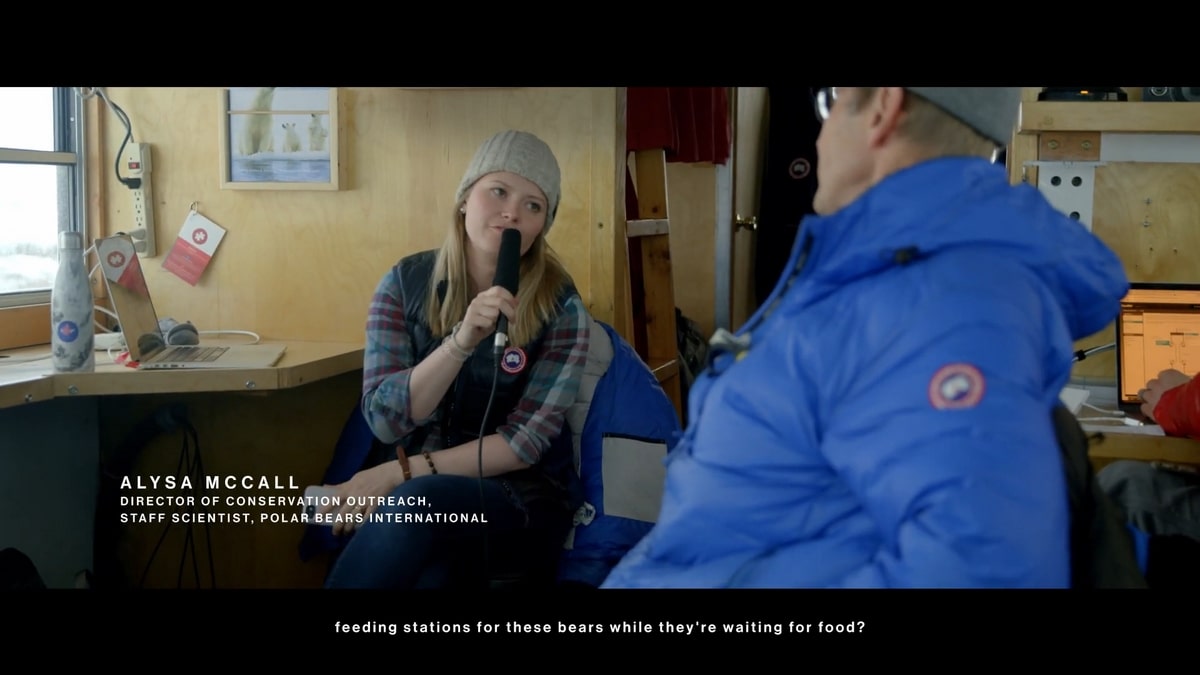 ALYSA MCCALL
DIRECTOR OF CONSERVATION OUTREACH,
STAFF SCIENTIST, POLAR BEARS INTERNATIONAL
feeding stations for these bears while they're waiting for food?